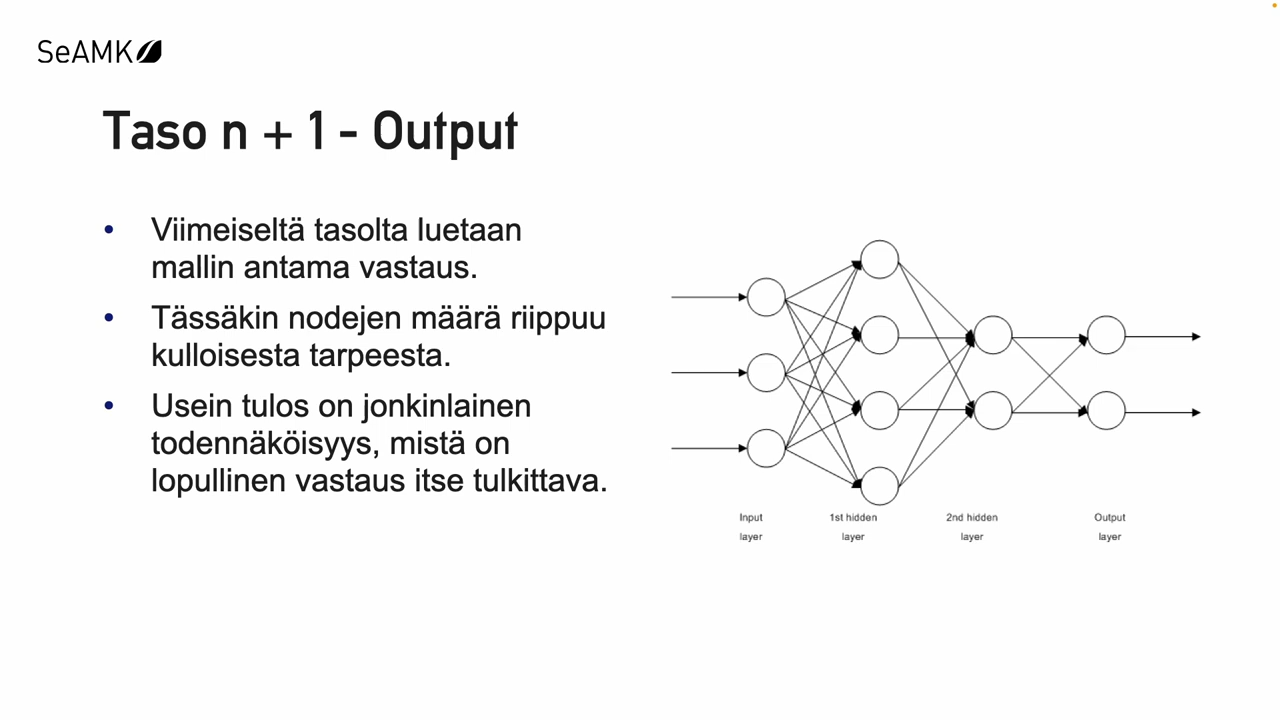 SeAMK
Taso n + 1 - Output
• Viimeiseltä tasolta luetaan
mallin antama vastaus.
• Tässäkin nodejen määrä riippuu
kulloisesta tarpeesta.
• Usein tulos on jonkinlainen
todennäköisyys, mistä on
lopullinen vastaus itse tulkittava.
Input
layer
1st hidden
layer
2nd hidden
layer
Output
layer